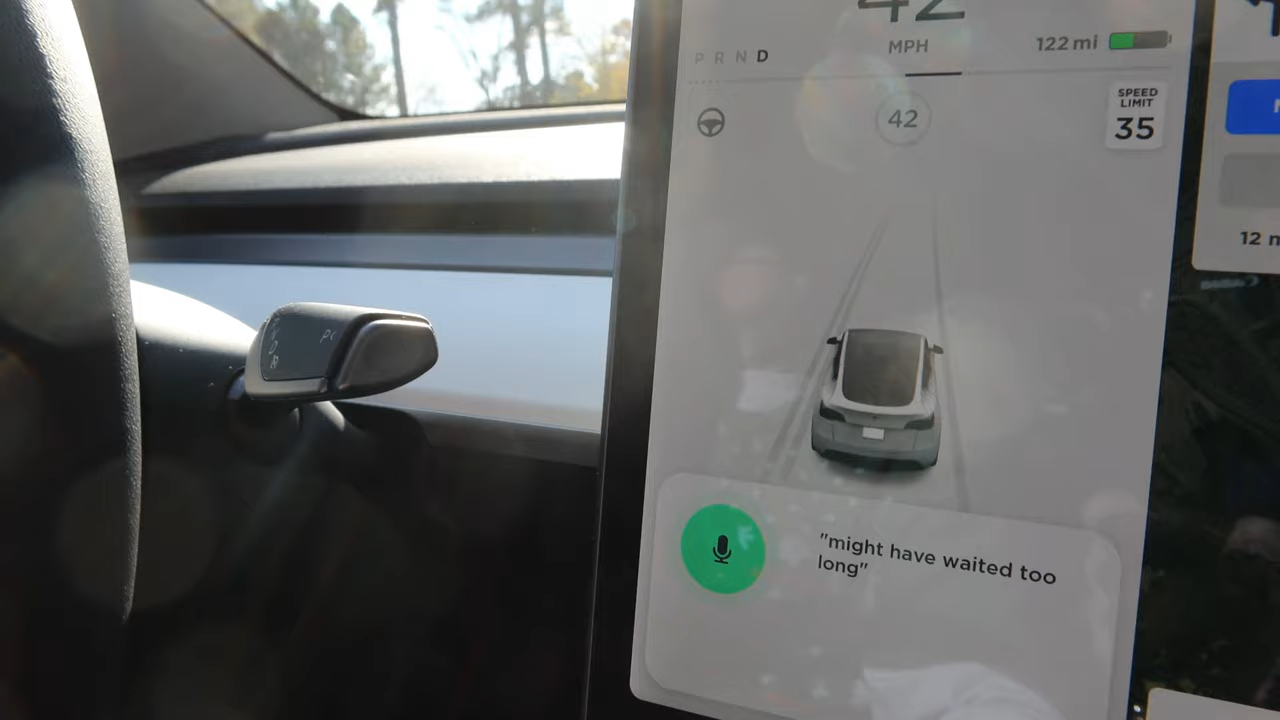 42
MPH
122 mi
P R N D
42
SPEED
LIMIT
35
12
"might have waited too
long"
P